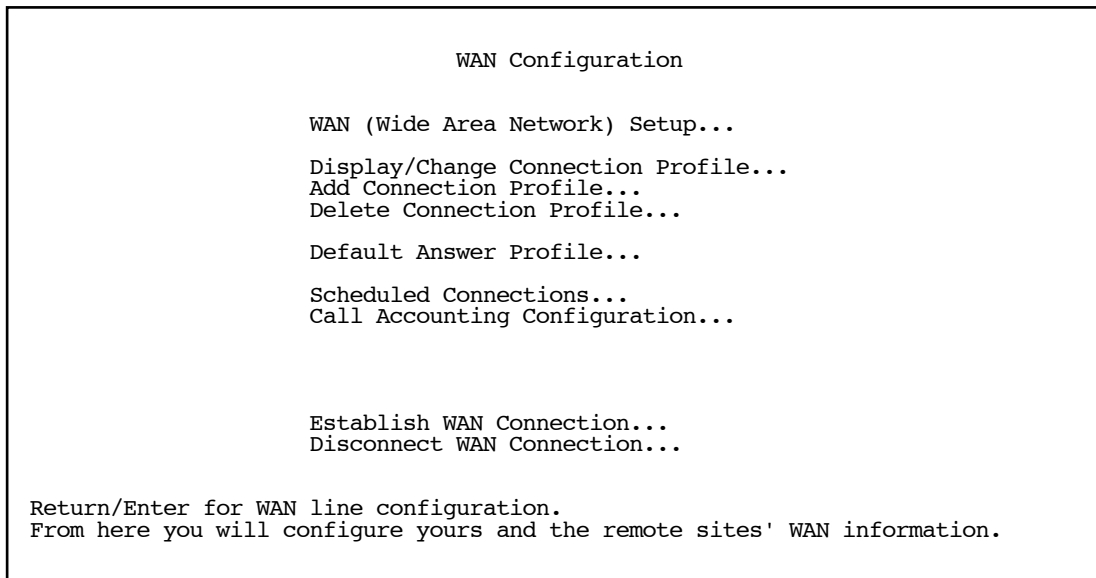 WAN Configuration
WAN (Wide Area Network) Setup...
Display/Change Connection Profile...
Add Connection Profile...
Delete Connection Profile...
Default Answer Profile...
Scheduled Connections...
Call Accounting Configuration...
Establish WAN Connection...
Disconnect WAN Connection...
Return/Enter for WAN line configuration.
From here you will configure yours and the remote sites' WAN information.